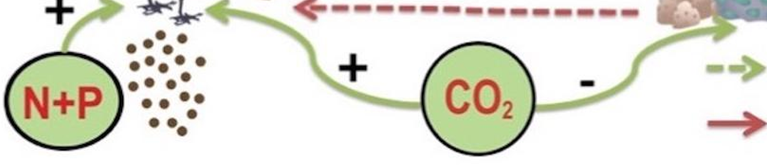 +
+
-
N+P
CO₂